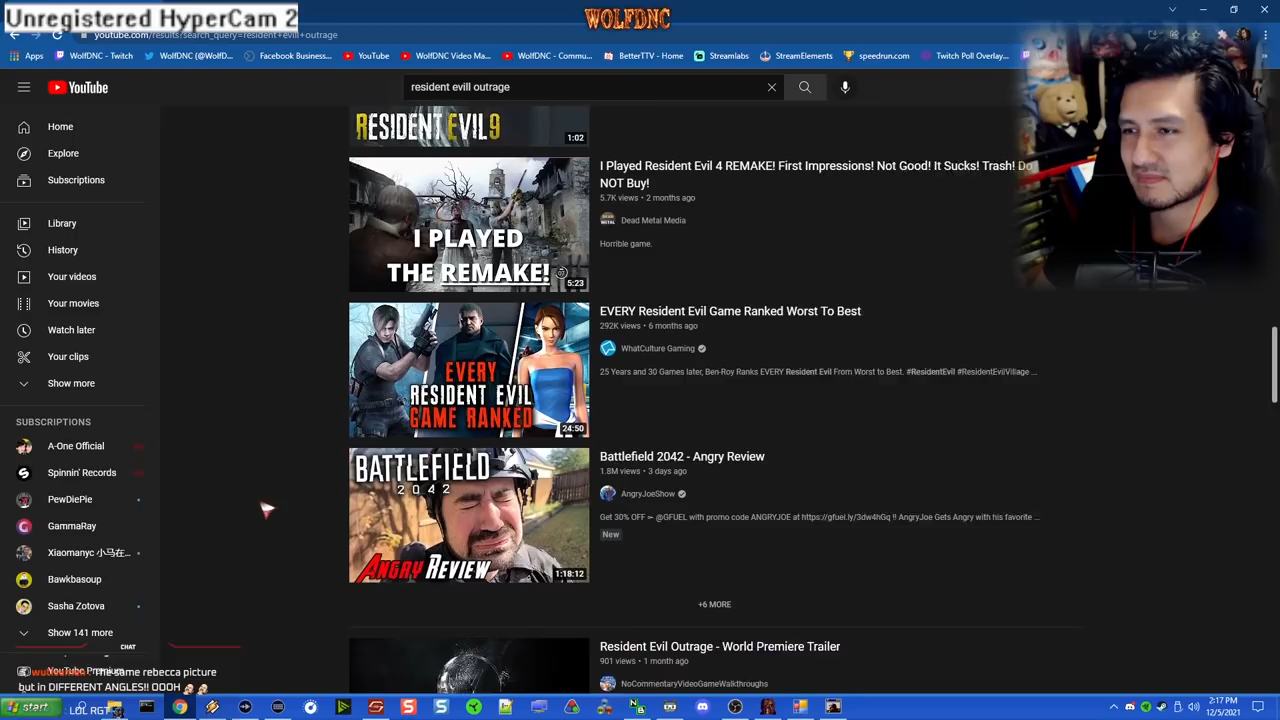 Unregistered HyperCam 2
WOLFDNC
youtube.com/results?search_query=resident+evill+outrage
Apps
WolfDNC - Twitch
WolfDNC (@WolfD...
Facebook Business...
YouTube
WolfDNC Video Ma...
WolfDNC - Commu...
BetterTTV - Home
Streamlabs
StreamElements
speedrun.com
Twitch Poll Overlay...
YouTube
resident evill outrage
Home
Explore
Subscriptions
Library
History
Your videos
Your movies
Watch later
Your clips
Show more
SUBSCRIPTIONS
A-One Official
Spinnin' Records
PewDiePie
GammaRay
Xiaomanyc 小马在...
Bawkbasoup
Sasha Zotova
Show 141 more
CHAT
YouTube Premium
The same rebecca picture
but in DIFFERENT ANGLES!! OOOH
RESIDENT EVIL 9
1:02
I PLAYED
THE REMAKE!
5:23
I Played Resident Evil 4 REMAKE! First Impressions! Not Good! It Sucks! Trash! Do
NOT Buy!
5.7K views • 2 months ago
Dead Metal Media
Horrible game.
EVERY
RESIDENT EVIL
GAME RANKED
24:50
EVERY Resident Evil Game Ranked Worst To Best
292K views • 6 months ago
WhatCulture Gaming
25 Years and 30 Games later, Ben-Roy Ranks EVERY Resident Evil From Worst to Best. #ResidentEvil #ResidentEvilVillage ...
BATTLEFIELD
2042
ANGRY REVIEW
1:18:12
Battlefield 2042 - Angry Review
1.8M views • 3 days ago
AngryJoeShow
Get 30% OFF ► @GFUEL with promo code ANGRYJOE at https://gfuel.ly/3dw4hGq !! AngryJoe Gets Angry with his favorite ...
New
+6 MORE
Resident Evil Outrage - World Premiere Trailer
901 views • 1 month ago
NoCommentaryVideoGameWalkthroughs
start
2:17 PM
12/5/2021